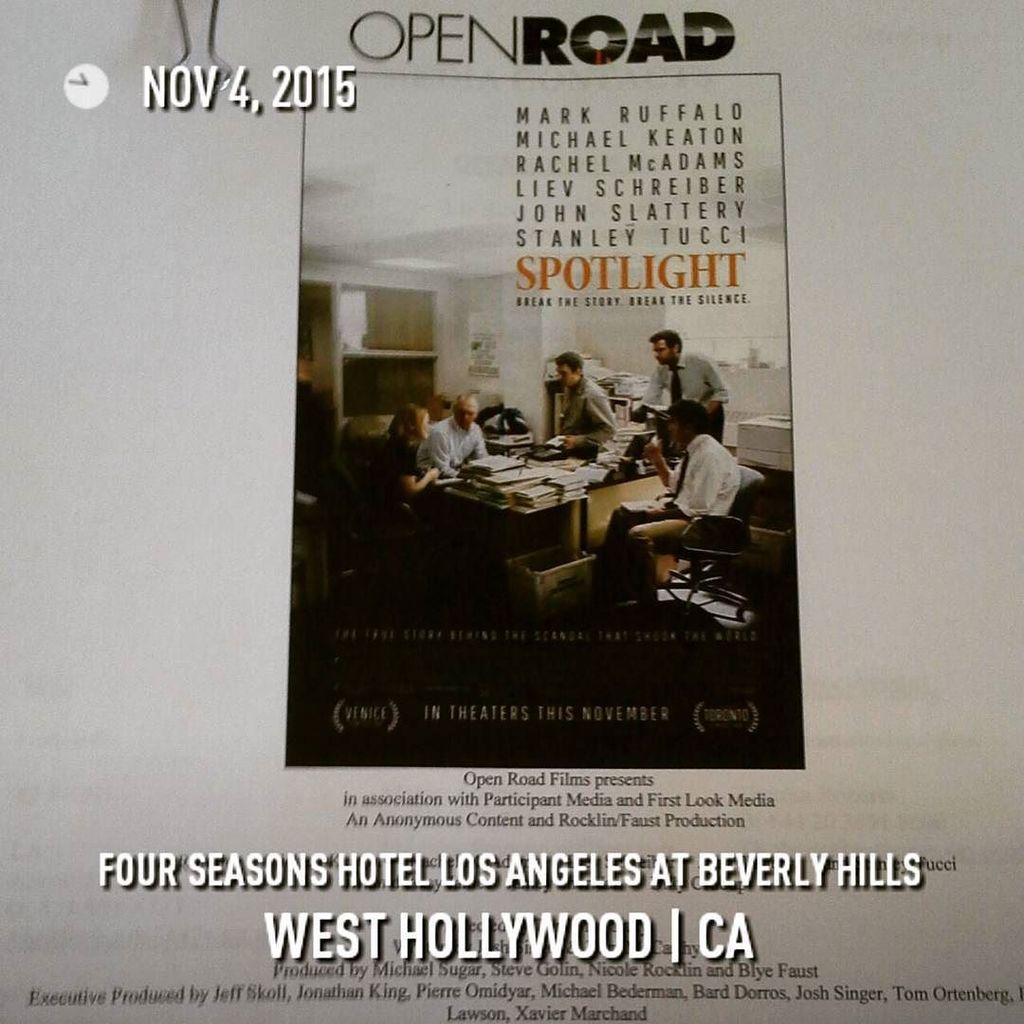 OPENROAD
NOV 4, 2015
MARK RUFFALO
MICHAEL KEATON
RACHEL McADAMS
LIEV SCHREIBER
JOHN SLATTERY
STANLEY TUCCI
SPOTLIGHT
BREAK THE STORY. BREAK THE SILENCE.
THE TRUE STORY BEHIND THE SCANDAL THAT SHOOK THE WORLD
VENICE IN THEATERS THIS NOVEMBER TORONTO
Open Road Films presents
in association with Participant Media and First Look Media
An Anonymous Content and Rocklin/Faust Production
Tucci
FOUR SEASONS HOTEL LOS ANGELES AT BEVERLY HILLS
WEST HOLLYWOOD | CA
Produced by Michael Sugar, Steve Golin, Nicole Rocklin and Blye Faust
Executive Produced by Jeff Skoll, Jonathan King, Pierre Omidyar, Michael Bederman, Bard Dorros, Josh Singer, Tom Ortenberg,
Lawson, Xavier Marchand